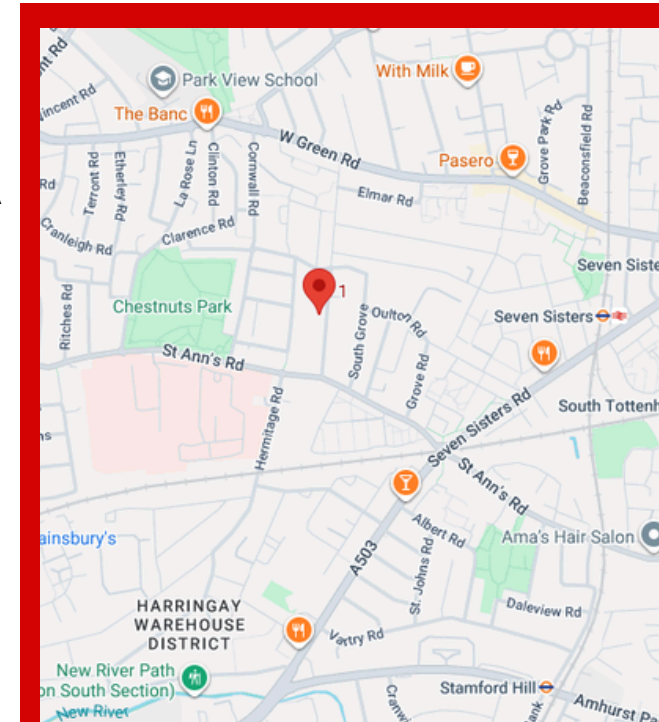 Park View School
With Milk
The Banc
Vincent Rd
W Green Rd
Pasero
Grove Park Rd
Beaconsfield Rd
Terront Rd
Etherley Rd
La Rose Ln
Clinton Rd
Cornwall Rd
Rd
Elmar Rd
Cranleigh Rd
Clarence Rd
Seven Siste
1
Chestnuts Park
Ritches Rd
South Grove
Oulton Rd
Seven Sisters
St Ann's Rd
Grove Rd
Hermitage Rd
South Tottenh
Seven Sisters Rd
St Ann's Rd
ainsbury's
A503
Albert Rd
Ama's Hair Salon
St. Johns Rd
HARRINGAY
WAREHOUSE
DISTRICT
Daleview Rd
Vartry Rd
New River Path
on South Section)
New River
Stamford Hill
Amhurst P